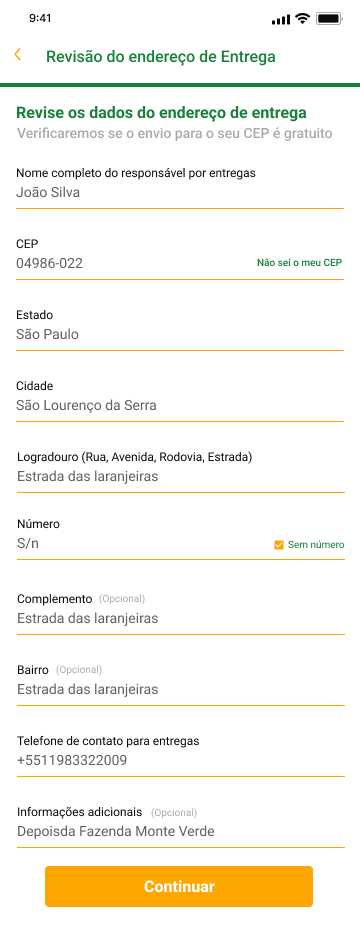 9:41
Revisão do endereço de Entrega
Revise os dados do endereço de entrega
Verificaremos se o envio para o seu CEP é gratuito
Nome completo do responsável por entregas
João Silva
CEP
04986-022
Não sei o meu CEP
Estado
São Paulo
Cidade
São Lourenço da Serra
Logradouro (Rua, Avenida, Rodovia, Estrada)
Estrada das laranjeiras
Número
S/n
Sem número
Complemento (Opcional)
Estrada das laranjeiras
Bairro (Opcional)
Estrada das laranjeiras
Telefone de contato para entregas
+5511983322009
Informações adicionais (Opcional)
Depoisda Fazenda Monte Verde
Continuar